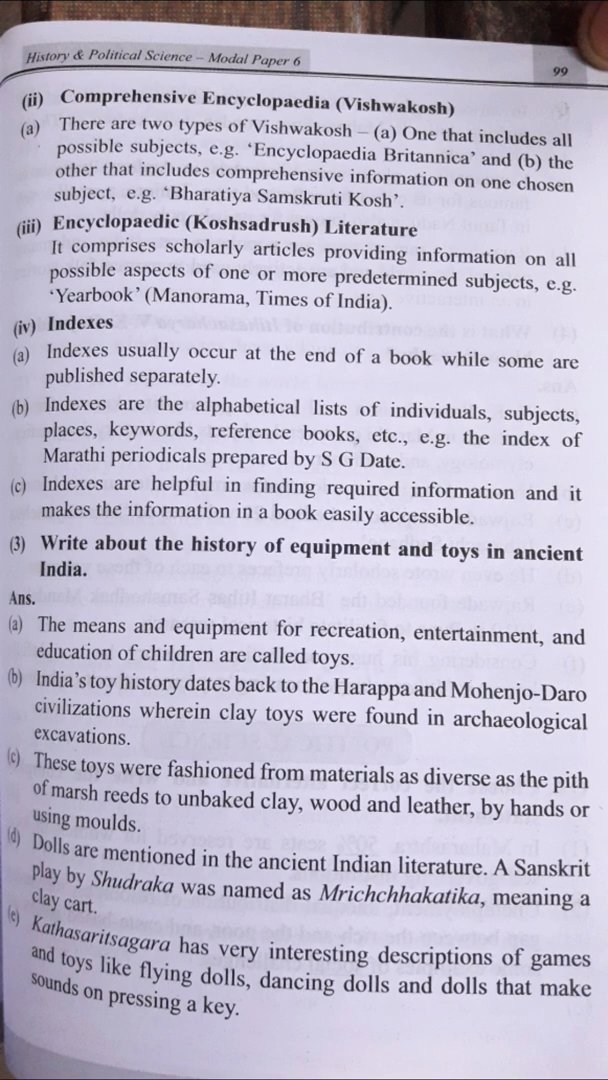 History & Political Science – Modal Paper 6
99
(ii) Comprehensive Encyclopaedia (Vishwakosh)
(a) There are two types of Vishwakosh – (a) One that includes all
possible subjects, e.g. ‘Encyclopaedia Britannica’ and (b) the
other that includes comprehensive information on one chosen
subject, e.g. ‘Bharatiya Samskruti Kosh’.
(iii) Encyclopaedic (Koshsadrush) Literature
It comprises scholarly articles providing information on all
possible aspects of one or more predetermined subjects, e.g.
‘Yearbook’ (Manorama, Times of India).
(iv) Indexes
(a) Indexes usually occur at the end of a book while some are
published separately.
(b) Indexes are the alphabetical lists of individuals, subjects,
places, keywords, reference books, etc., e.g. the index of
Marathi periodicals prepared by S G Date.
(c) Indexes are helpful in finding required information and it
makes the information in a book easily accessible.
(3) Write about the history of equipment and toys in ancient
India.
Ans.
(a) The means and equipment for recreation, entertainment, and
education of children are called toys.
(b) India’s toy history dates back to the Harappa and Mohenjo-Daro
civilizations wherein clay toys were found in archaeological
excavations.
(c) These toys were fashioned from materials as diverse as the pith
of marsh reeds to unbaked clay, wood and leather, by hands or
using moulds.
(d) Dolls are mentioned in the ancient Indian literature. A Sanskrit
play by Shudraka was named as Mrichchhakatika, meaning a
clay cart.
(e) Kathasaritsagara has very interesting descriptions of games
and toys like flying dolls, dancing dolls and dolls that make
sounds on pressing a key.